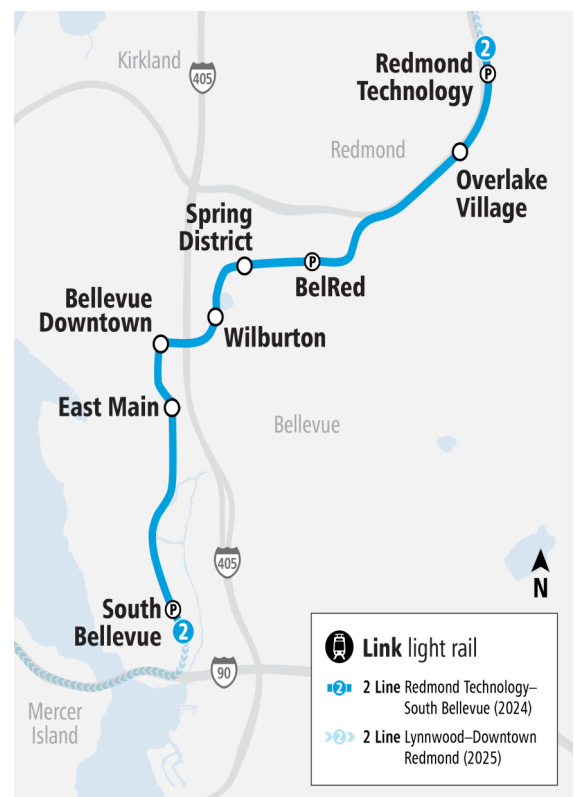 Kirkland
405
2
Redmond
Technology
P
Redmond
Overlake
Village
Spring
District
P
BelRed
Bellevue
Downtown
Wilburton
East Main
Bellevue
405
N
South
Bellevue
P
2
90
Mercer
Island
Link light rail
2 2 Line Redmond Technology–
South Bellevue (2024)
2 2 Line Lynnwood–Downtown
Redmond (2025)